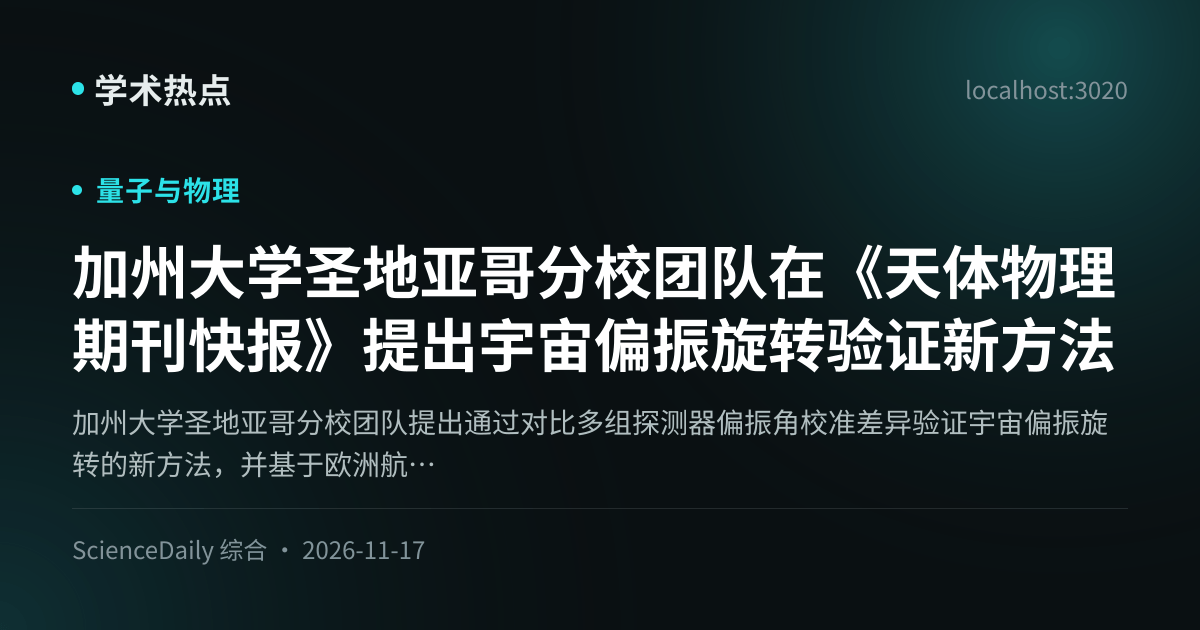 学术热点
localhost:3020
量子与物理
加州大学圣地亚哥分校团队在《天体物理
期刊快报》提出宇宙偏振旋转验证新方法
加州大学圣地亚哥分校团队提出通过对比多组探测器偏振角校准差异验证宇宙偏振旋
转的新方法，并基于欧洲航…
ScienceDaily 综合 · 2026-11-17